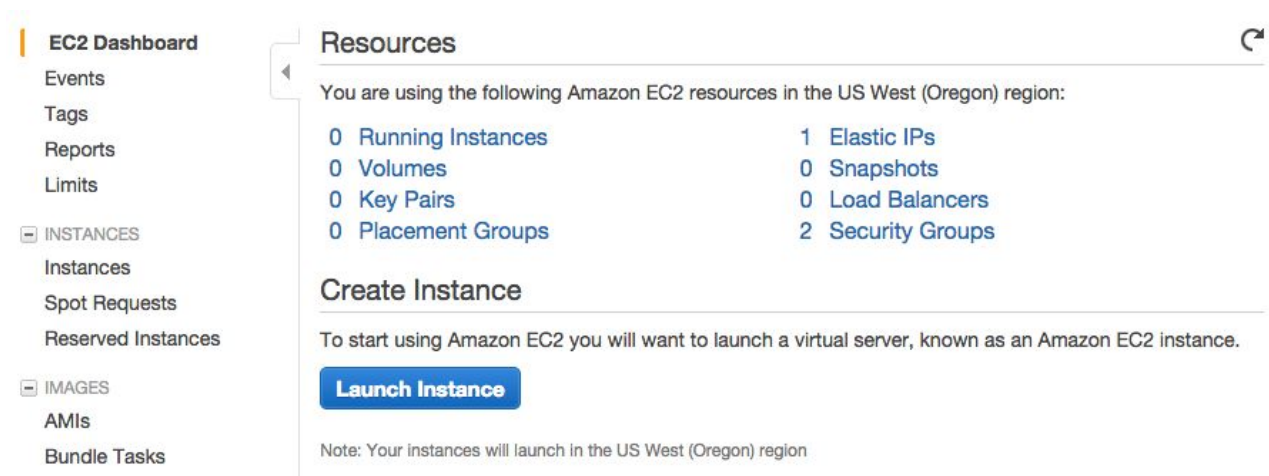 EC2 Dashboard
Events
Tags
Reports
Limits
INSTANCES
Instances
Spot Requests
Reserved Instances
IMAGES
AMIs
Bundle Tasks
Resources
You are using the following Amazon EC2 resources in the US West (Oregon) region:
0 Running Instances 1 Elastic IPs
0 Volumes 0 Snapshots
0 Key Pairs 0 Load Balancers
0 Placement Groups 2 Security Groups
Create Instance
To start using Amazon EC2 you will want to launch a virtual server, known as an Amazon EC2 instance.
Launch Instance
Note: Your instances will launch in the US West (Oregon) region